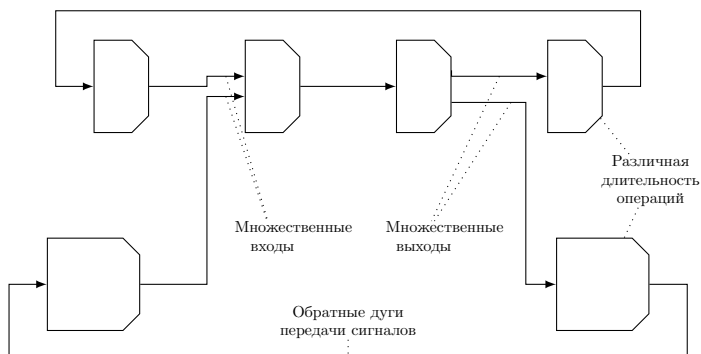 Различная
длительность
операций
Множественные
входы
Множественные
выходы
Обратные дуги
передачи сигналов